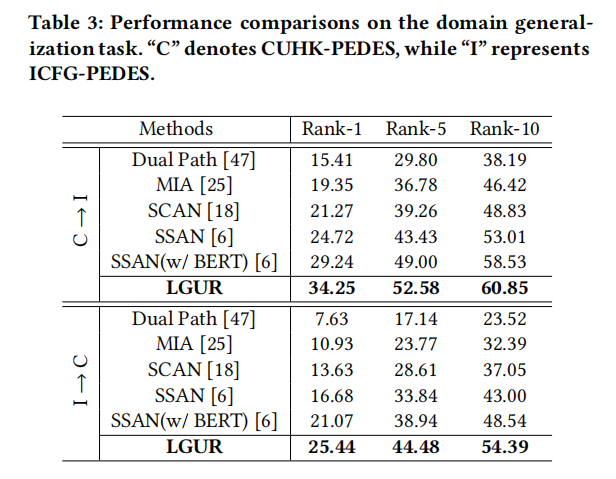 Table 3: Performance comparisons on the domain general-
ization task. “C” denotes CUHK-PEDES, while “I” represents
ICFG-PEDES.
Methods Rank-1 Rank-5 Rank-10
C → I
Dual Path [47] 15.41 29.80 38.19
MIA [25] 19.35 36.78 46.42
SCAN [18] 21.27 39.26 48.83
SSAN [6] 24.72 43.43 53.01
SSAN(w/ BERT) [6] 29.24 49.00 58.53
LGUR 34.25 52.58 60.85
I → C
Dual Path [47] 7.63 17.14 23.52
MIA [25] 10.93 23.77 32.39
SCAN [18] 13.63 28.61 37.05
SSAN [6] 16.68 33.84 43.00
SSAN(w/ BERT) [6] 21.07 38.94 48.54
LGUR 25.44 44.48 54.39